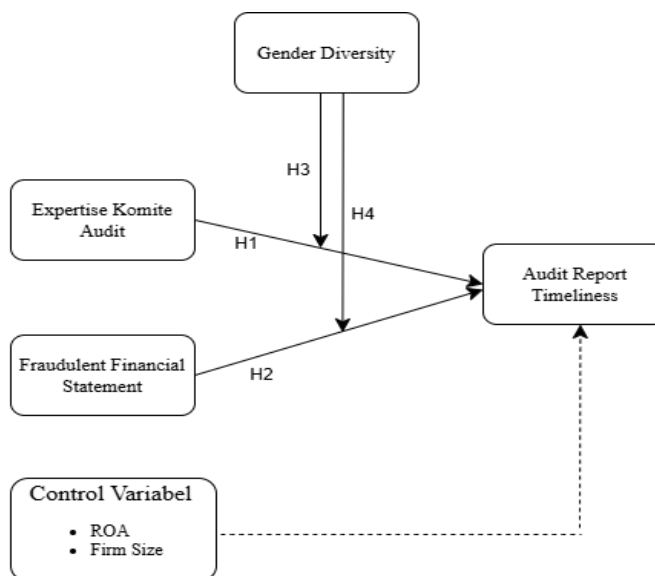 Gender Diversity
H3
H4
Expertise Komite
Audit
H1
Audit Report
Timeliness
Fraudulent Financial
Statement
H2
Control Variabel
• ROA
• Firm Size